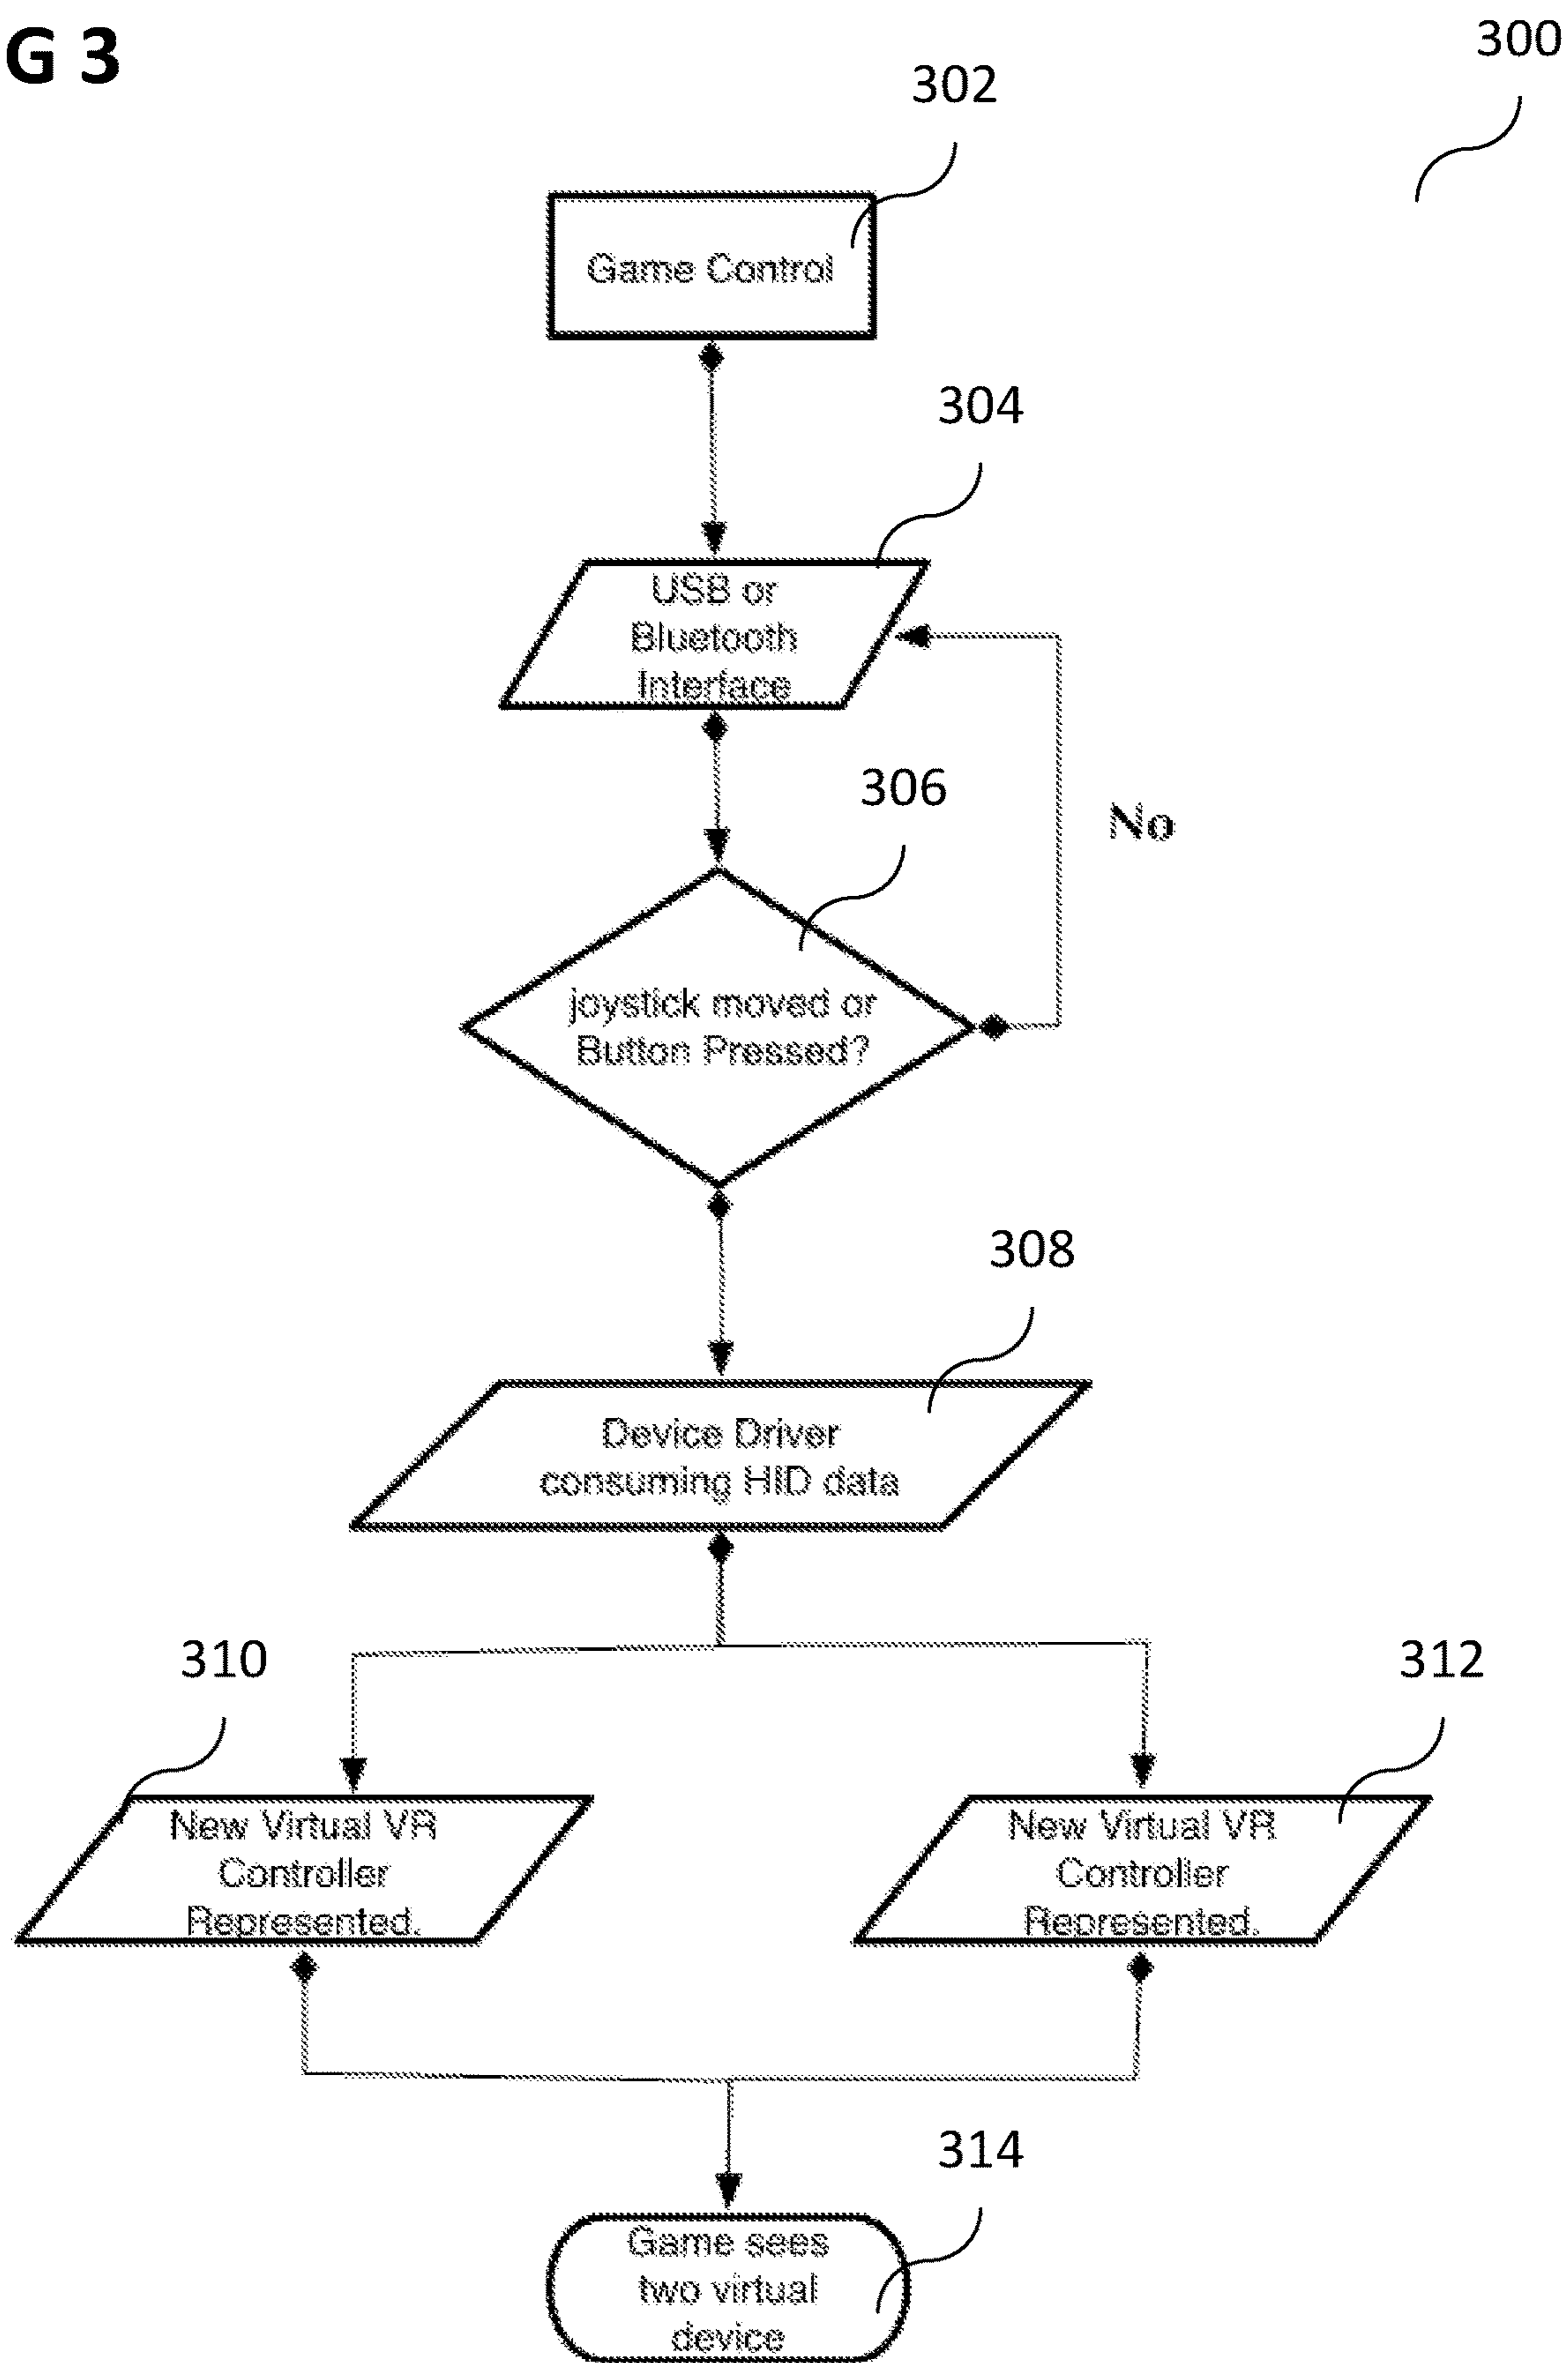 G 3
300
302
Game Control
304
USB or
Bluetooth
Interface
306
No
joystick moved or
Button Pressed?
308
Device Driver
consuming HID data
310
312
New Virtual VR
Controller
Represented.
New Virtual VR
Controller
Represented.
314
Game sees
two virtual
device